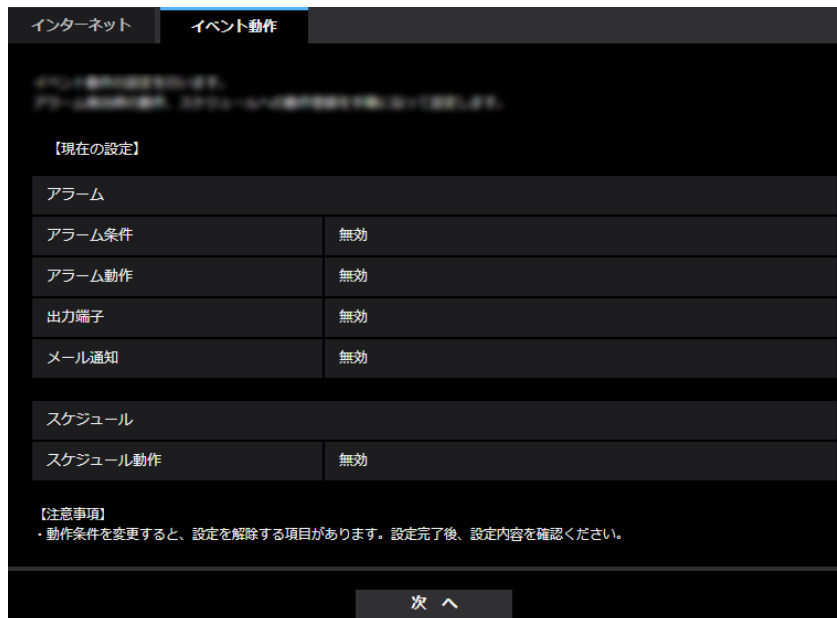 インターネット イベント動作
【現在の設定】
アラーム
アラーム条件 無効
アラーム動作 無効
出力端子 無効
メール通知 無効
スケジュール
スケジュール動作 無効
【注意事項】
・動作条件を変更すると、設定を解除する項目があります。設定完了後、設定内容を確認ください。
次 へ